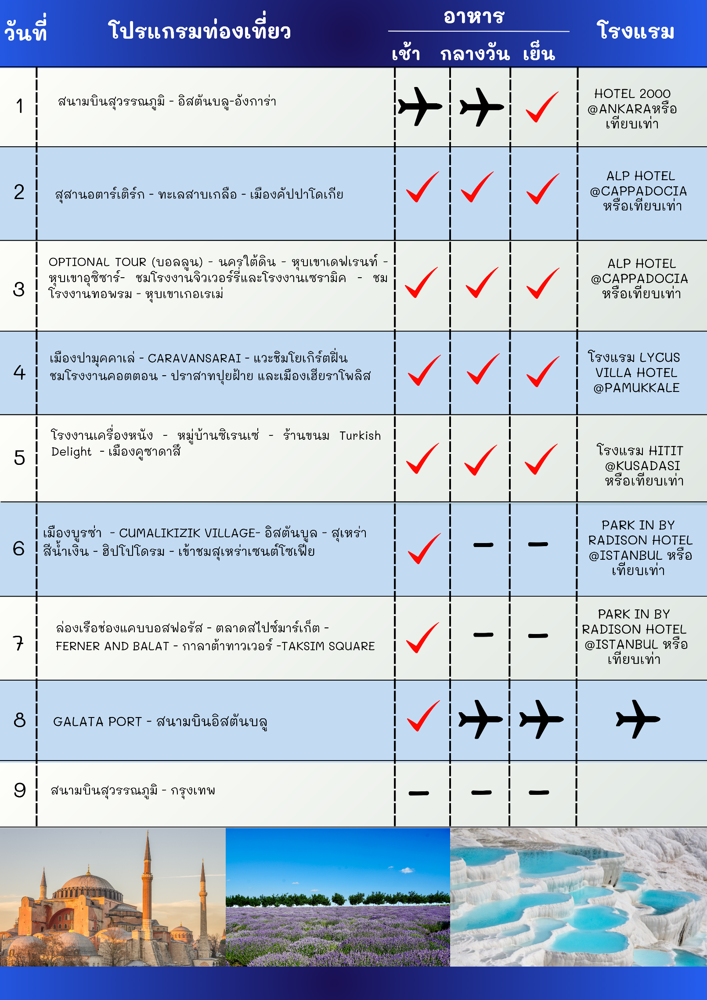 วันที่
โปรแกรมท่องเที่ยว
อาหาร
เช้า กลางวัน เย็น
โรงแรม
1
สนามบินสุวรรณภูมิ - อิสตันบลู-อังการ่า
HOTEL 2000
@ANKARAหรือ
เทียบเท่า
2
สุสานอตาร์เติร์ก - ทะเลสาบเกลือ - เมืองคัปปาโดเกีย
ALP HOTEL
@CAPPADOCIA
หรือเทียบเท่า
3
OPTIONAL TOUR (บอลลูน) - นครใต้ดิน - หุบเขาเดฟเรนท์ -
หุบเขาอุซิซาร์- ชมโรงงานจิวเวอร์รี่และโรงงานเซรามิค - ชม
โรงงานทอพรม - หุบเขาเกอเรเม่
ALP HOTEL
@CAPPADOCIA
หรือเทียบเท่า
4
เมืองปามุคคาเล่ - CARAVANSARAI - แวะชิมโยเกิร์ตฝิ่น
ชมโรงงานคอตตอน - ปราสาทปุยฝ้าย และเมืองเฮียราโพลิส
โรงแรม LYCUS
VILLA HOTEL
@PAMUKKALE
5
โรงงานเครื่องหนัง - หมู่บ้านซิเรนเซ่ - ร้านขนม Turkish
Delight - เมืองคูซาดาสึ
โรงแรม HITIT
@KUSADASI
หรือเทียบเท่า
6
เมืองบูรซ่า - CUMALIKIZIK VILLAGE- อิสตันบูล - สุเหร่า
สีน้ำเงิน - ฮิปโปโดรม - เข้าชมสุเหร่าเซนต์โซเฟีย
PARK IN BY
RADISON HOTEL
@ISTANBUL หรือ
เทียบเท่า
7
ล่องเรือช่องแคบบอสฟอรัส - ตลาดสไปซ์มาร์เก็ต -
FERNER AND BALAT - กาลาต้าทาวเวอร์ -TAKSIM SQUARE
PARK IN BY
RADISON HOTEL
@ISTANBUL หรือ
เทียบเท่า
8
GALATA PORT - สนามบินอิสตันบลู
9
สนามบินสุวรรณภูมิ - กรุงเทพ